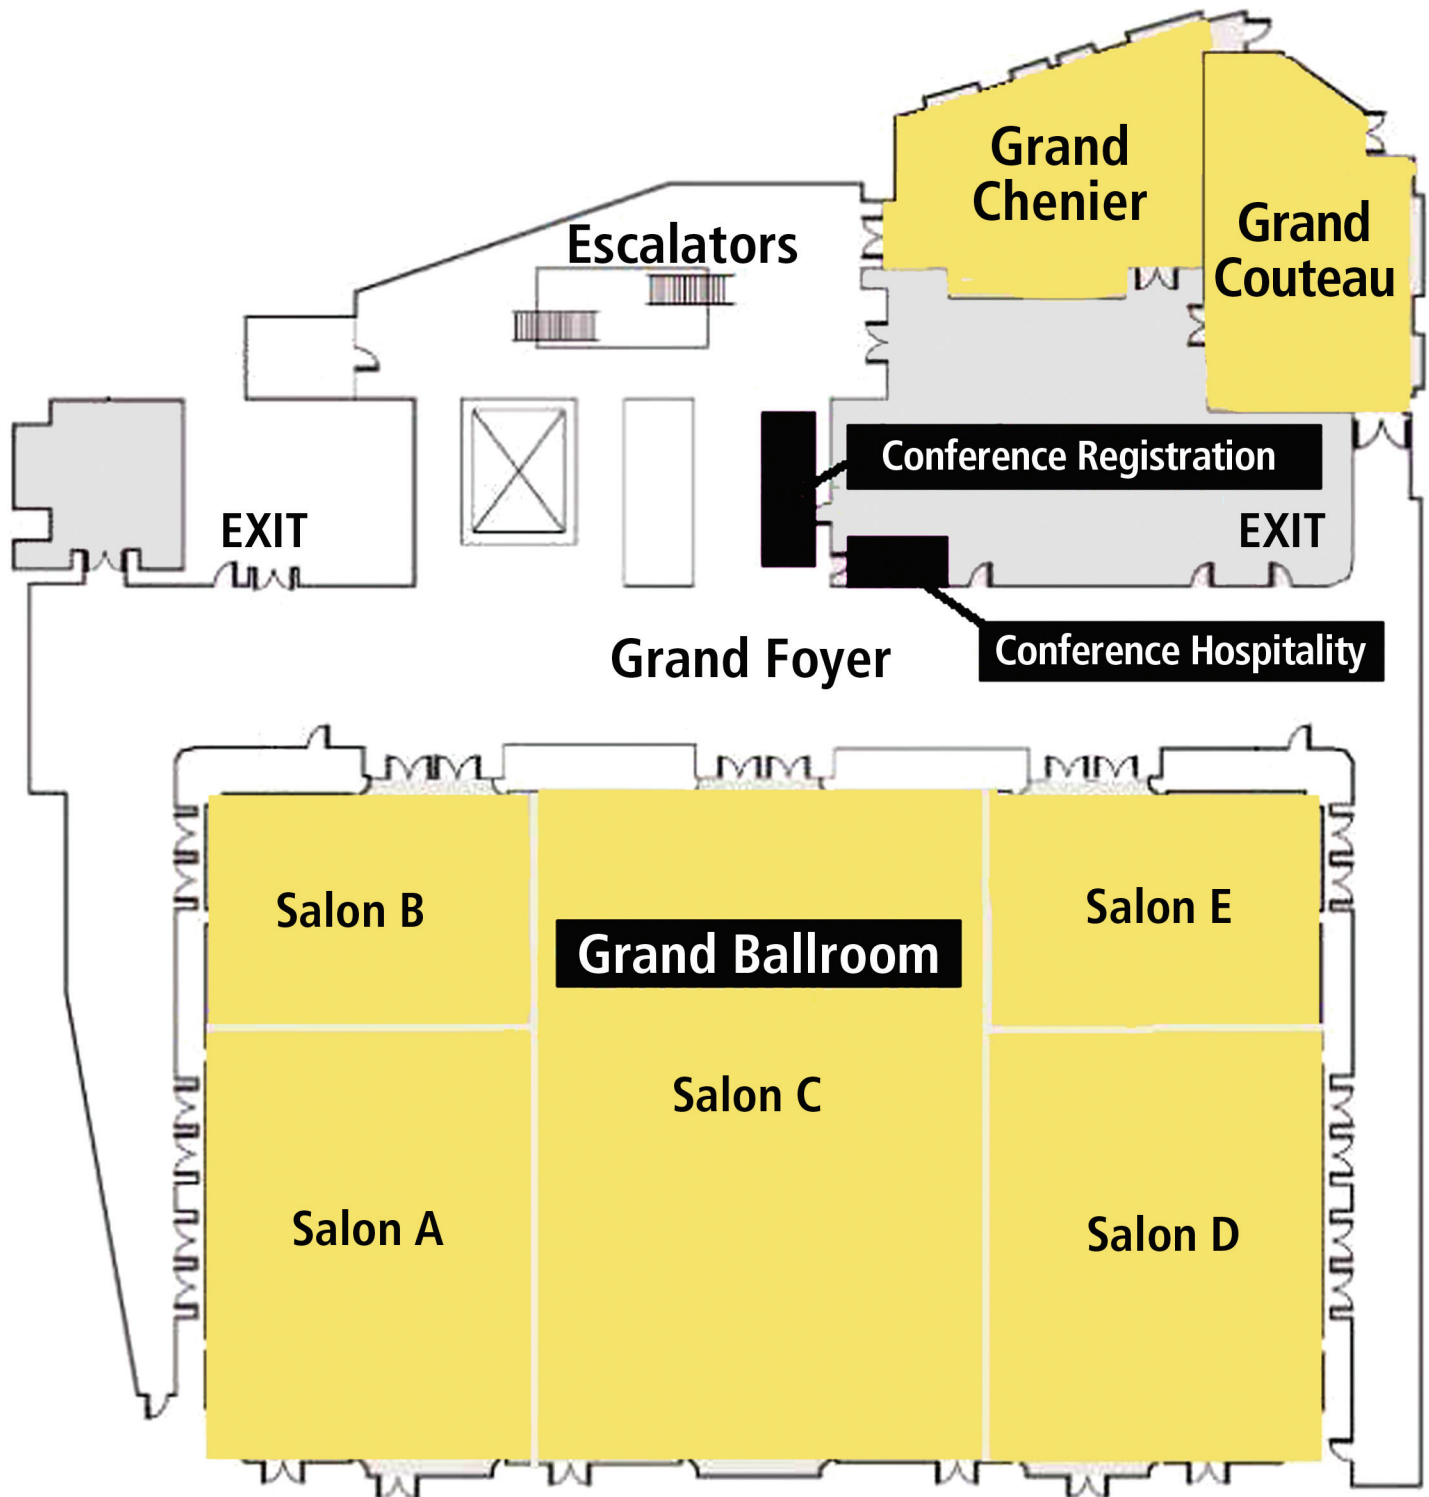 Grand
Chenier
Grand
Couteau
Escalators
Conference Registration
EXIT
EXIT
Conference Hospitality
Grand Foyer
Salon B
Salon E
Grand Ballroom
Salon C
Salon A
Salon D